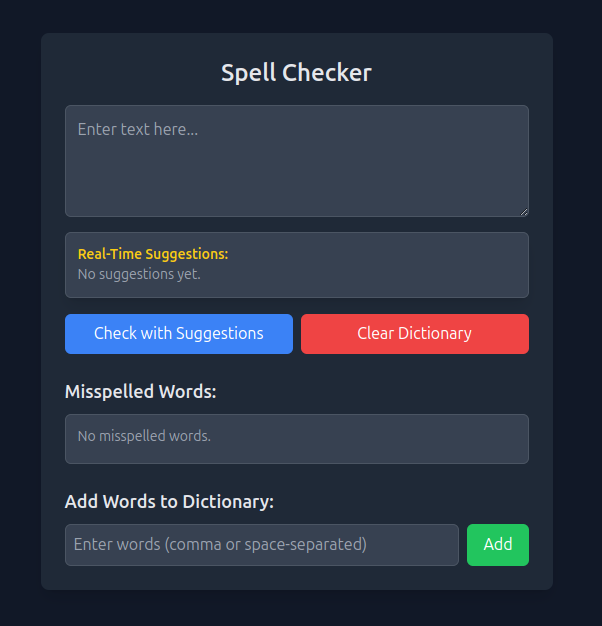 Spell Checker
Enter text here...
Real-Time Suggestions:
No suggestions yet.
Check with Suggestions
Clear Dictionary
Misspelled Words:
No misspelled words.
Add Words to Dictionary:
Enter words (comma or space-separated)
Add